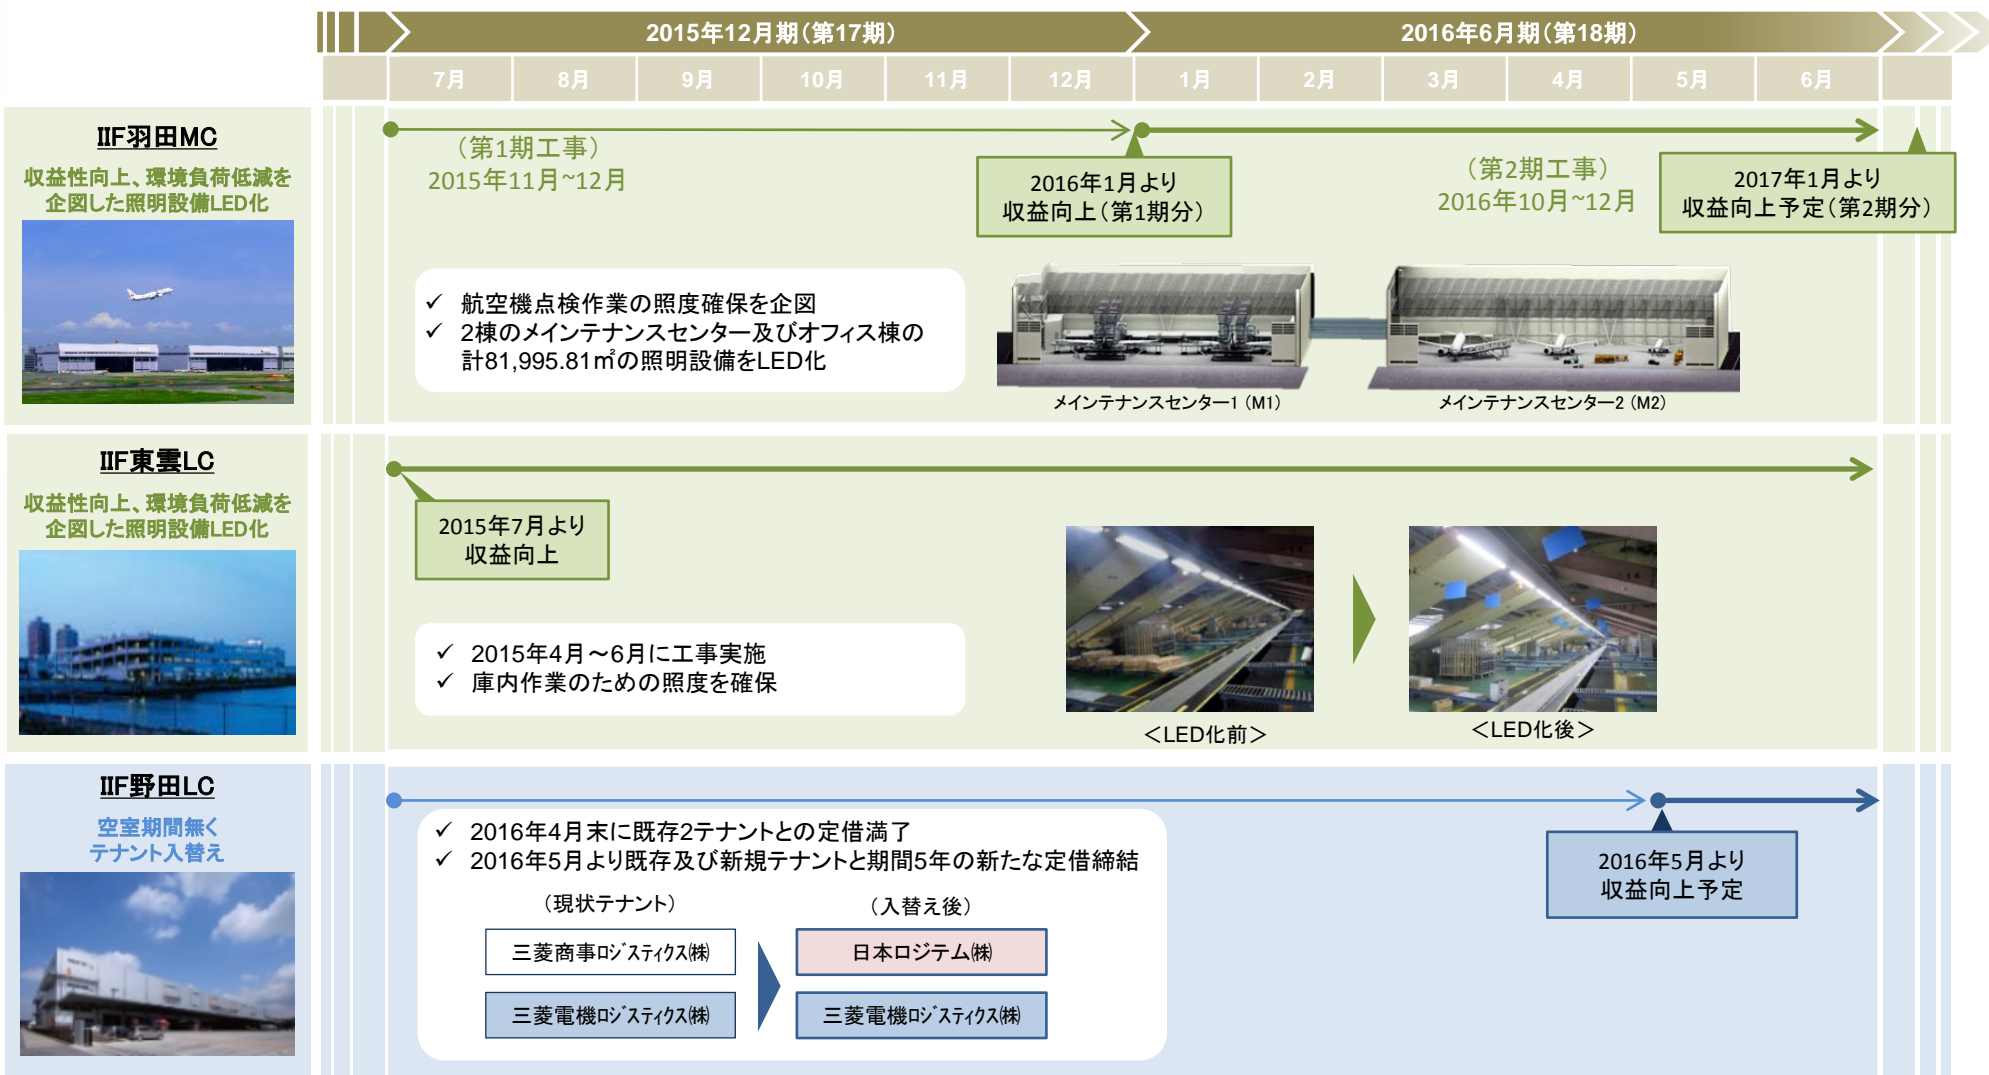 2015年12月期（第17期）
2016年6月期（第18期）
7月 8月 9月 10月 11月 12月 1月 2月 3月 4月 5月 6月
IIF羽田MC
収益性向上、環境負荷低減を
企図した照明設備LED化
（第1期工事）
2015年11月~12月
2016年1月より
収益向上（第1期分）
（第2期工事）
2016年10月~12月
2017年1月より
収益向上予定（第2期分）
✓ 航空機点検作業の照度確保を企図
✓ 2棟のメインテナンスセンター及びオフィス棟の
計81,995.81㎡の照明設備をLED化
メインテナンスセンター1（M1）
メインテナンスセンター2（M2）
IIF東雲LC
収益性向上、環境負荷低減を
企図した照明設備LED化
2015年7月より
収益向上
✓ 2015年4月～6月に工事実施
✓ 庫内作業のための照度を確保
＜LED化前＞
＜LED化後＞
IIF野田LC
空室期間無く
テナント入替え
✓ 2016年4月末に既存2テナントとの定借満了
✓ 2016年5月より既存及び新規テナントと期間5年の新たな定借締結
（現状テナント）
（入替え後）
三菱商事ﾛｼﾞｽﾃｨｸｽ㈱
日本ロジテム㈱
三菱電機ﾛｼﾞｽﾃｨｸｽ㈱
三菱電機ﾛｼﾞｽﾃｨｸｽ㈱
2016年5月より
収益向上予定